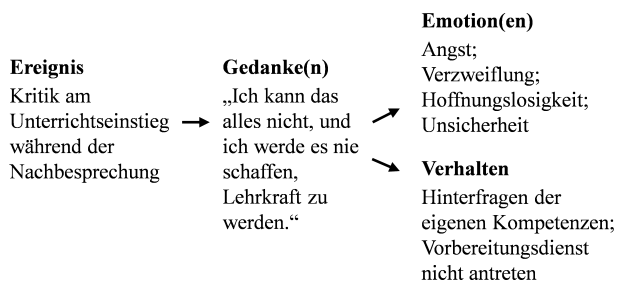 Ereignis
Kritik am
Unterrichtseinstieg
während der
Nachbesprechung
Gedanke(n)
„Ich kann das
alles nicht, und
ich werde es nie
schaffen,
Lehrkraft zu
werden.“
Emotion(en)
Angst;
Verzweiflung;
Hoffnungslosigkeit;
Unsicherheit
Verhalten
Hinterfragen der
eigenen Kompetenzen;
Vorbereitungsdienst
nicht antreten